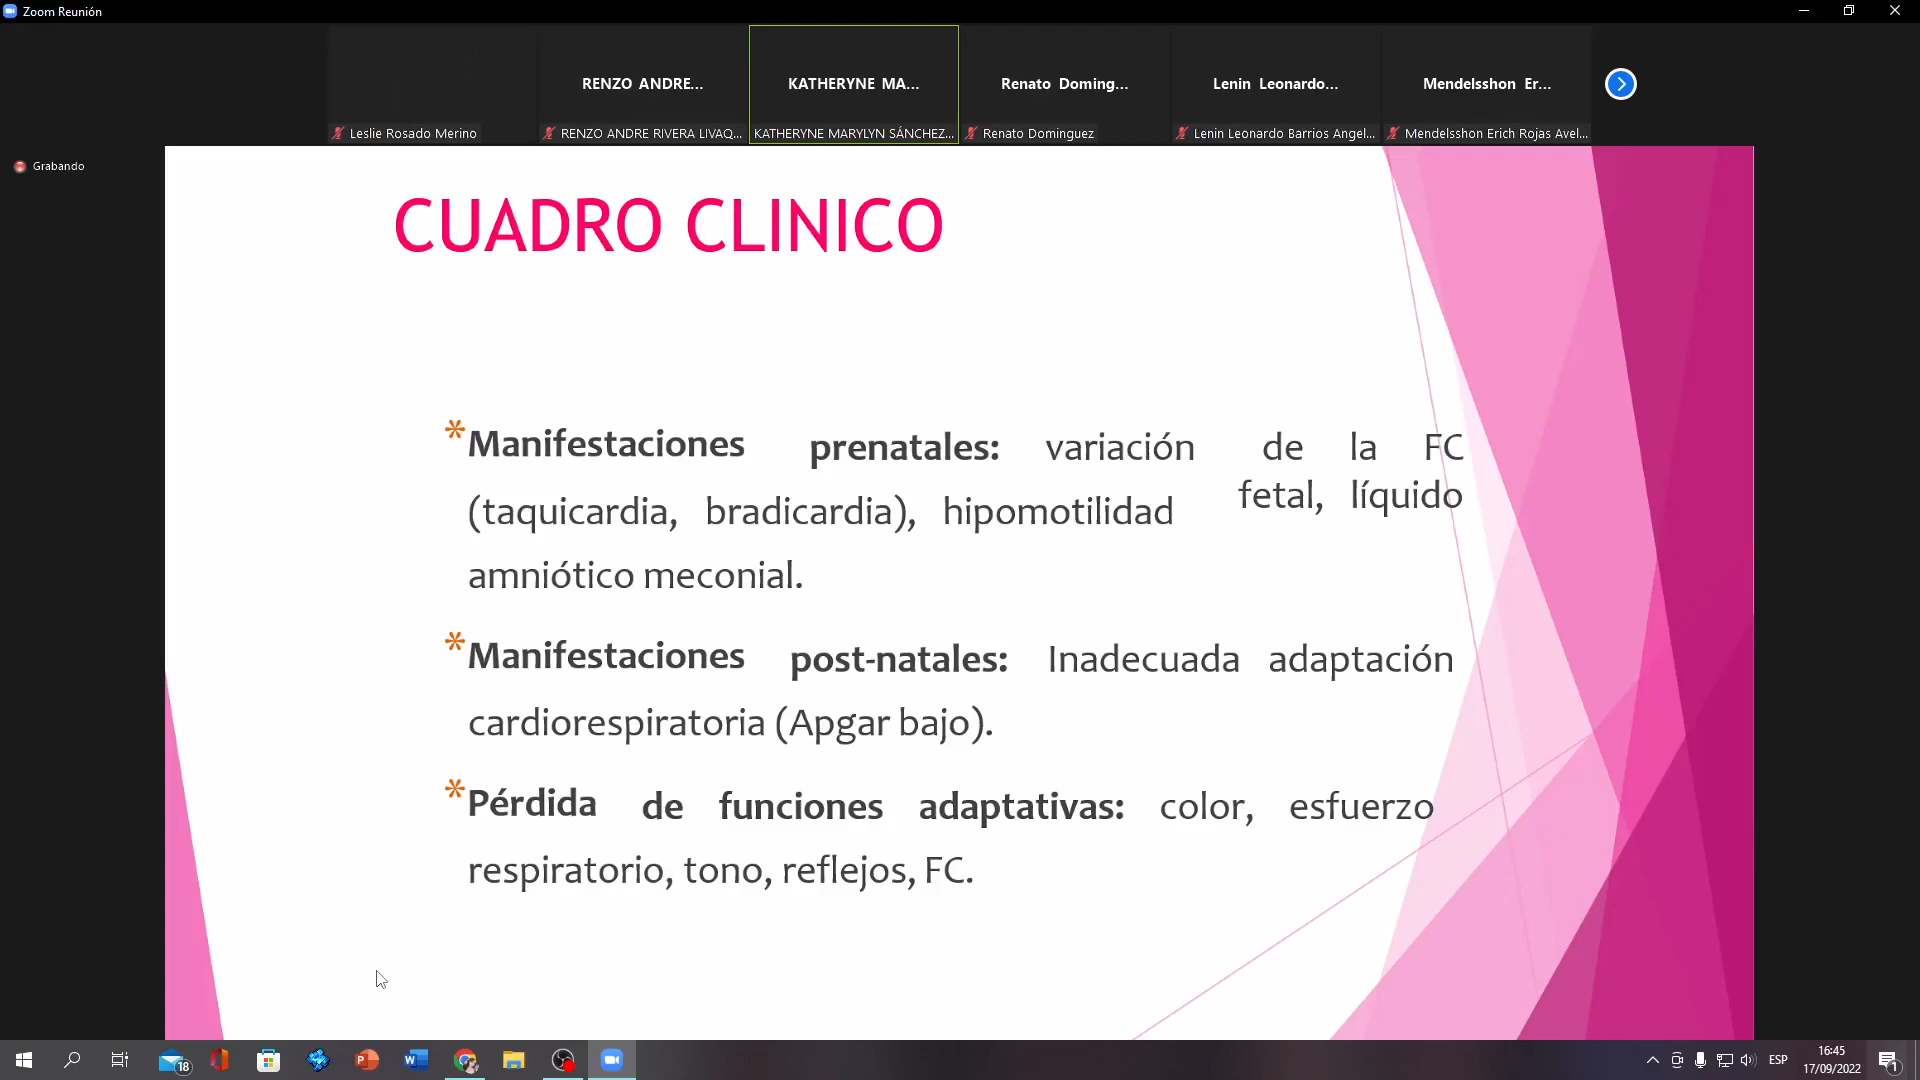 Zoom Reunión
RENZO ANDRE...
KATHERYNE MA...
Renato Doming...
Lenin Leonardo...
Mendelsshon Er...
Leslie Rosado Merino
RENZO ANDRE RIVERA LIVAQ...
KATHERYNE MARYLYN SÁNCHEZ...
Renato Dominguez
Lenin Leonardo Barrios Angel...
Mendelsshon Erich Rojas Avel...
Grabando
CUADRO CLINICO
*Manifestaciones prenatales: variación de la FC
(taquicardia, bradicardia), hipomotilidad fetal, líquido
amniótico meconial.
*Manifestaciones post-natales: Inadecuada adaptación
cardiorespiratoria (Apgar bajo).
*Pérdida de funciones adaptativas: color, esfuerzo
respiratorio, tono, reflejos, FC.
18
ESP
16:45
17/09/2022
1